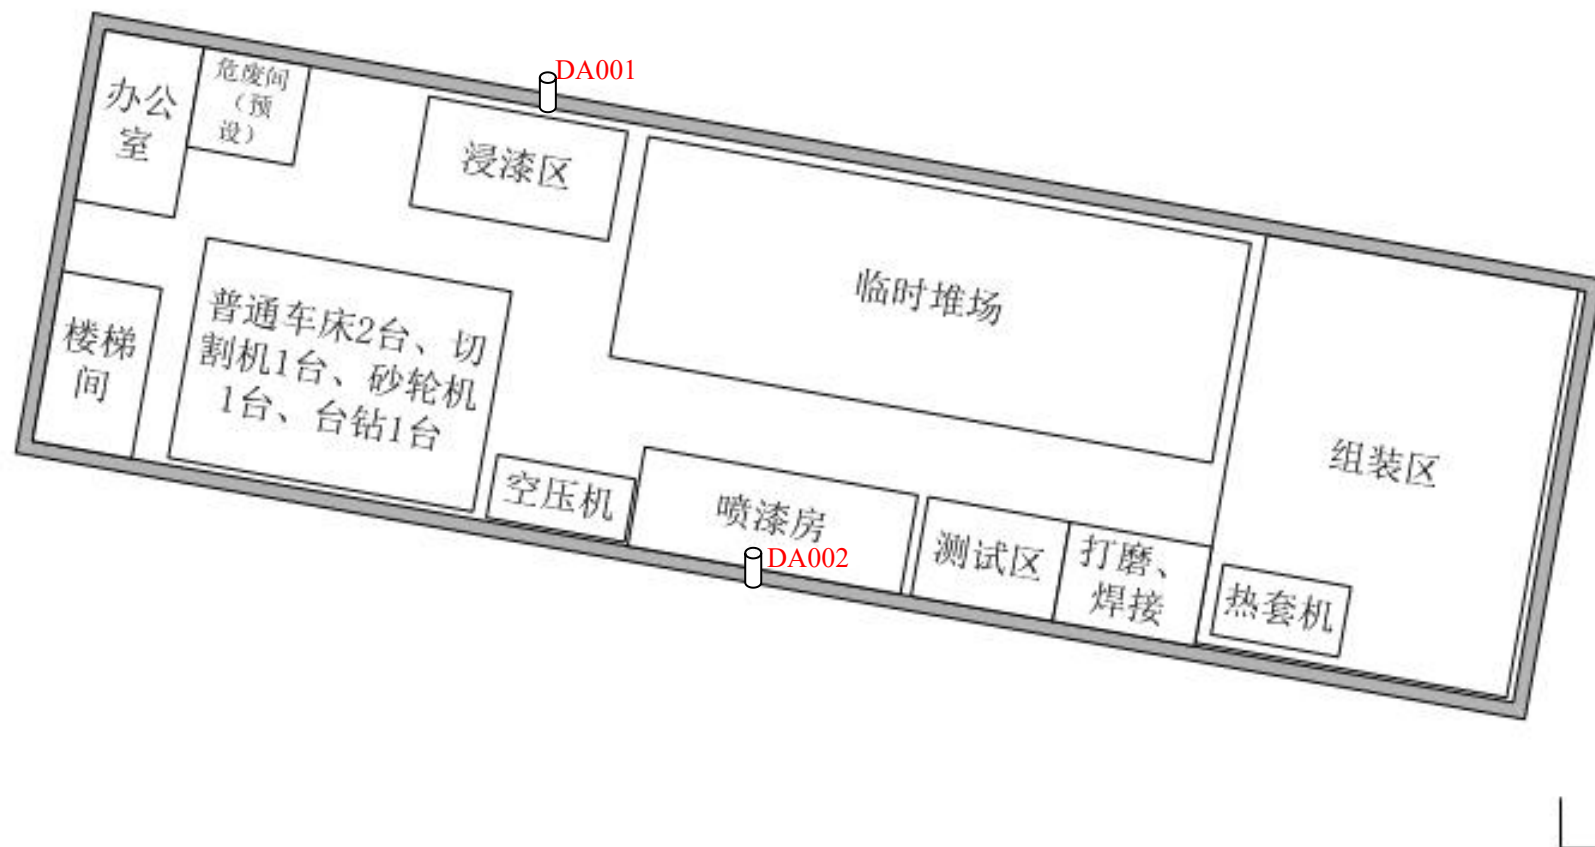 DA001
办公
室
危废间
（预
设）
浸漆区
临时堆场
楼梯
间
普通车床2台、切
割机1台、砂轮机
1台、台钻1台
空压机
喷漆房
DA002
测试区
打磨、
焊接
组装区
热套机